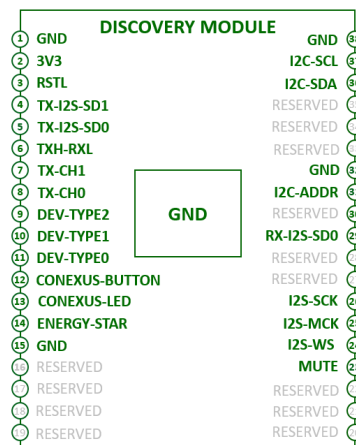 DISCOVERY MODULE
1 GND
2 3V3
3 RSTL
4 TX-I2S-SD1
5 TX-I2S-SD0
6 TXH-RXL
7 TX-CH1
8 TX-CH0
9 DEV-TYPE2
10 DEV-TYPE1
11 DEV-TYPE0
12 CONEXUS-BUTTON
13 CONEXUS-LED
14 ENERGY-STAR
15 GND
16 RESERVED
17 RESERVED
18 RESERVED
19 RESERVED
GND
GND
I2C-SCL
I2C-SDA
RESERVED
RESERVED
RESERVED
GND
I2C-ADDR
RESERVED
RX-I2S-SD0
RESERVED
RESERVED
I2S-SCK
I2S-MCK
I2S-WS
MUTE
RESERVED
RESERVED
RESERVED